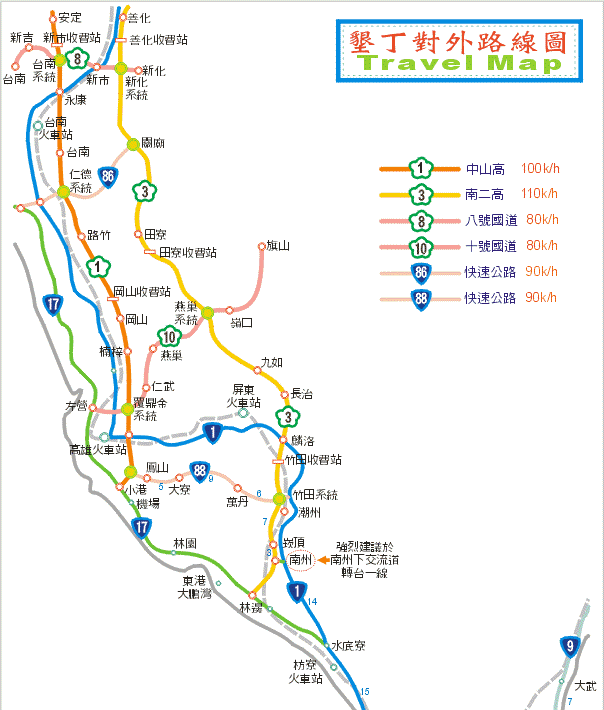 墾丁對外路線圖
Travel Map
1 中山高 100k/h
3 南二高 110k/h
8 八號國道 80k/h
10 十號國道 80k/h
86 快速公路 90k/h
88 快速公路 90k/h
安定
善化
新吉
新市收費站
善化收費站
台南
台南
系統
8
新市
新化
新化
系統
永康
台南
火車站
關廟
台南
仁德
系統
86
3
路竹
田寮
田寮收費站
旗山
1
17
岡山收費站
燕巢
系統
岡山
嶺口
楠梓
10
燕巢
九如
仁武
屏東
火車站
長治
左營
鼎金
系統
3
1
麟洛
高雄火車站
竹田收費站
鳳山
88
9
小港
5
大寮
萬丹
6
竹田系統
機場
潮州
17
7
林園
崁頂
強烈建議於
3
南州
南州下交流道
轉台一線
東港
大鵬灣
1
14
林邊
水底寮
枋寮
火車站
15
9
大武
7